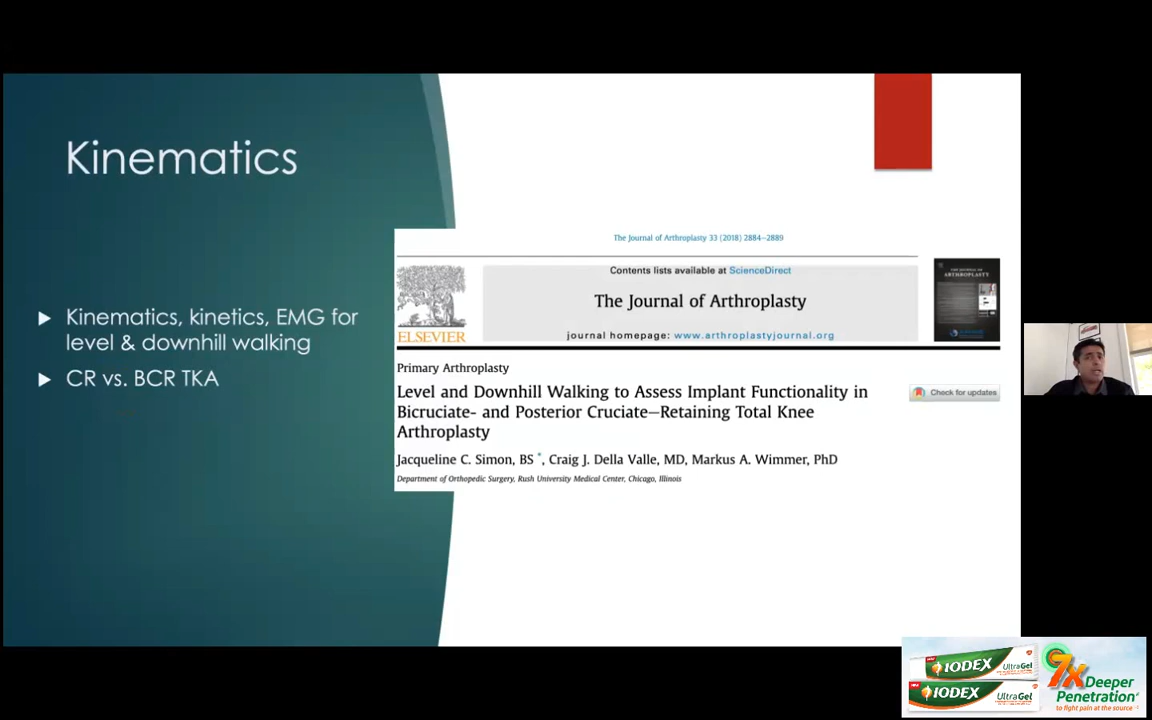 Kinematics
Kinematics, kinetics, EMG for
level & downhill walking
CR vs. BCR TKA
The Journal of Arthroplasty 33 (2018) 2884–2889
Contents lists available at ScienceDirect
The Journal of Arthroplasty
journal homepage: www.arthroplastyjournal.org
ELSEVIER
Primary Arthroplasty
Level and Downhill Walking to Assess Implant Functionality in
Bicruciate- and Posterior Cruciate–Retaining Total Knee
Arthroplasty
Check for updates
Jacqueline C. Simon, BS *, Craig J. Della Valle, MD, Markus A. Wimmer, PhD
Department of Orthopedic Surgery, Rush University Medical Center, Chicago, Illinois
IODEX
UltraGel
IODEX
UltraGel
7x Deeper
Penetration*
to fight pain at the source